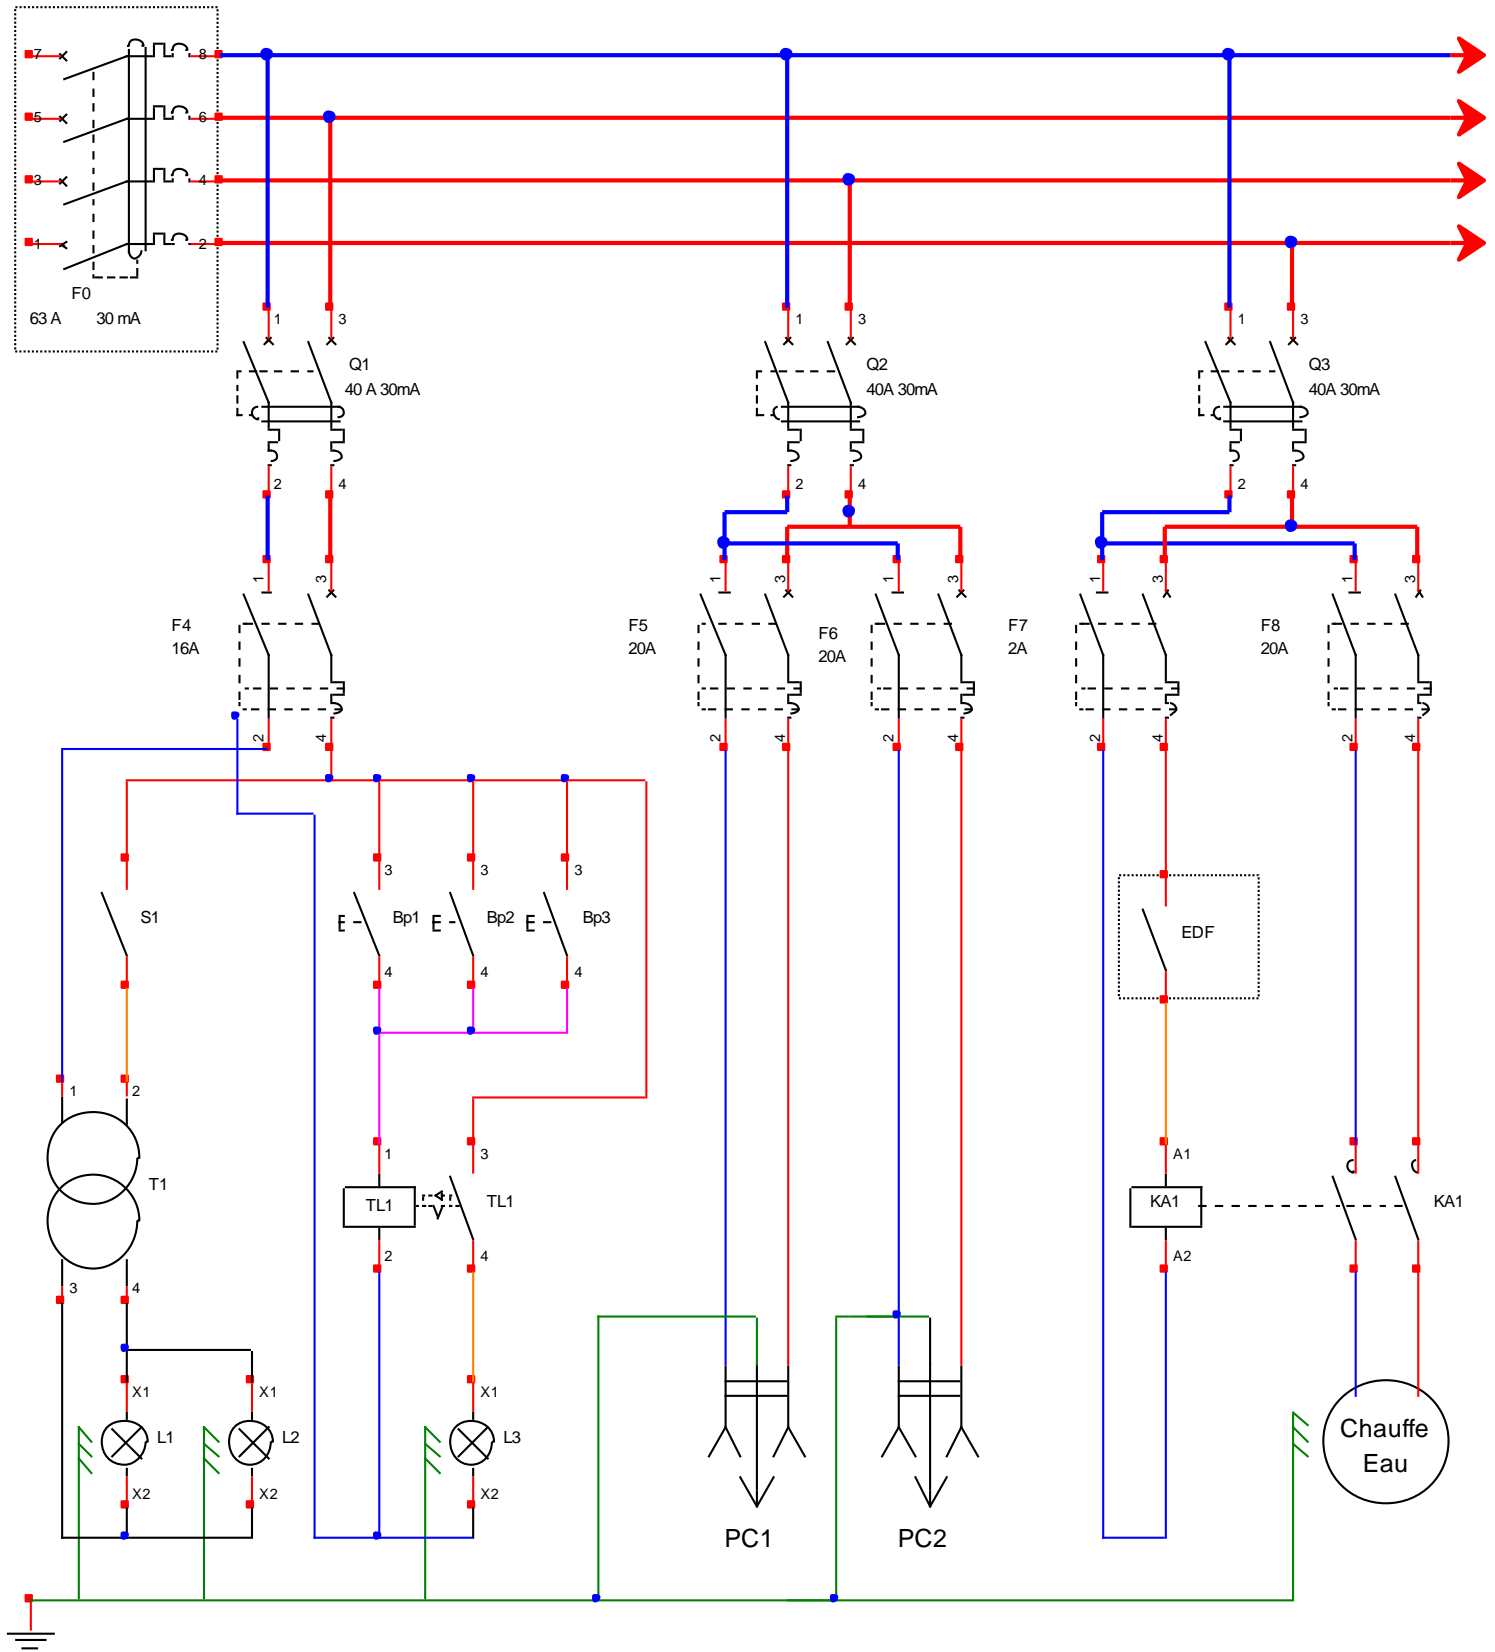 7 8
5 6
3 4
1 2
F0
63 A 30 mA
1 3 1 3 1 3
Q1 Q2 Q3
40 A 30mA 40A 30mA 40A 30mA
2 4 2 4 2 4
1 3 1 3 1 3 1 3 1 3
F4 F5 F6 F7 F8
16A 20A 20A 2A 20A
2 4 2 4 2 4 2 4 2 4
3 3 3
S1 Bp1 Bp2 Bp3 EDF
4 4 4
1 2
1 3 A1
T1 TL1 TL1 KA1 KA1
2 4 A2
3 4
X1 X1 X1
L1 L2 L3 Chauffe
Eau
X2 X2 X2
PC1 PC2